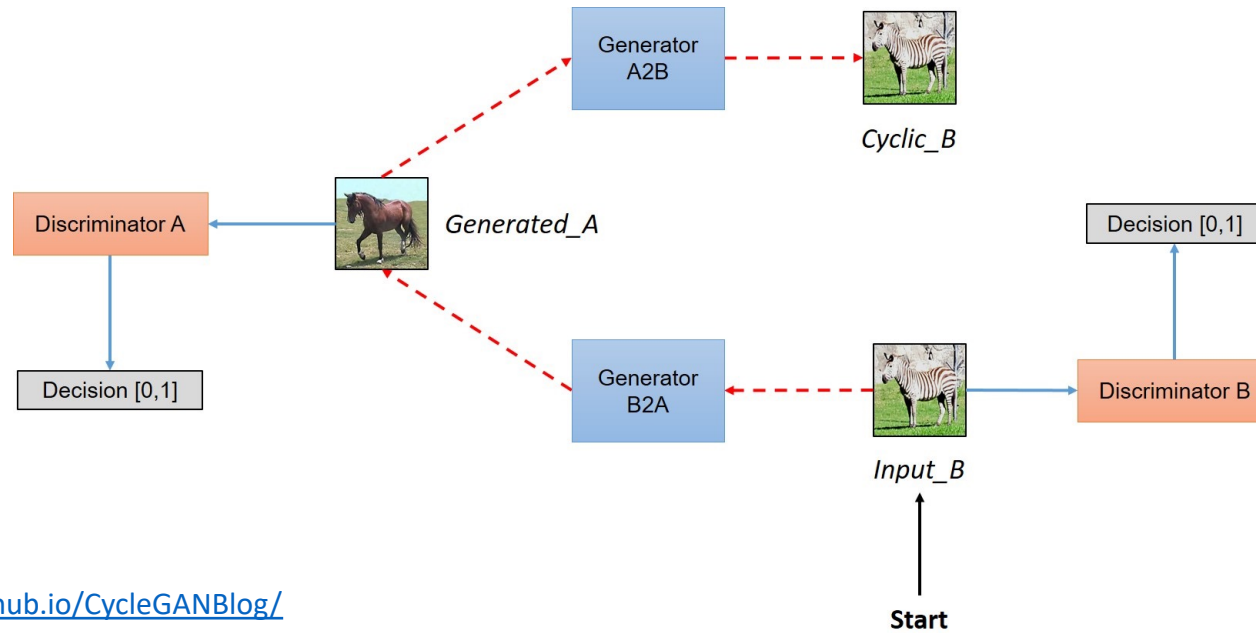 Generator
A2B
Cyclic_B
Discriminator A
Generated_A
Decision [0,1]
Decision [0,1]
Generator
B2A
Discriminator B
Input_B
hub.io/CycleGANBlog/
Start